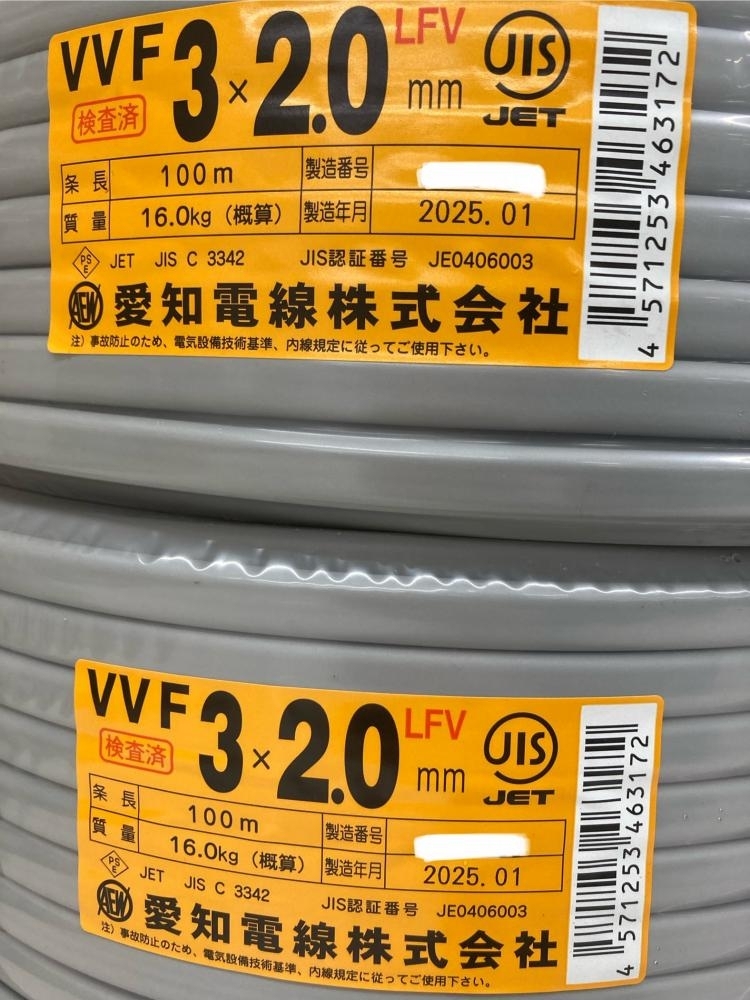 VVF 3×2.0 mm LFV
検査済
JIS
JET
条長 100m 製造番号
質量 16.0kg（概算） 製造年月 2025.01
PSE JET JIS C 3342 JIS認証番号 JE0406003
AEW 愛知電線株式会社
注）事故防止のため、電気設備技術基準、内線規定に従ってご使用下さい。
4 571253 463172
VVF 3×2.0 mm LFV
検査済
JIS
JET
条長 100m 製造番号
質量 16.0kg（概算） 製造年月 2025.01
PSE JET JIS C 3342 JIS認証番号 JE0406003
AEW 愛知電線株式会社
注）事故防止のため、電気設備技術基準、内線規定に従ってご使用下さい。
4 571253 463172